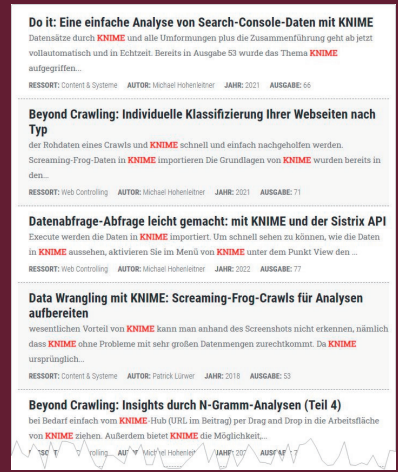 Do it: Eine einfache Analyse von Search-Console-Daten mit KNIME
Datensätze durch KNIME und alle Umformungen plus die Zusammenführung geht ab jetzt
vollautomatisch und in Echtzeit. Bereits in Ausgabe 53 wurde das Thema KNIME
aufgegriffen...
RESSORT: Content & Systeme AUTOR: Michael Hohenleitner JAHR: 2021 AUSGABE: 66
Beyond Crawling: Individuelle Klassifizierung Ihrer Webseiten nach
Typ
der Rohdaten eines Crawls und KNIME schnell und einfach nachgeholfen werden.
Screaming-Frog-Daten in KNIME importieren Die Grundlagen von KNIME wurden bereits in
den...
RESSORT: Web Controlling AUTOR: Michael Hohenleitner JAHR: 2021 AUSGABE: 71
Datenabfrage-Abfrage leicht gemacht: mit KNIME und der Sistrix API
Execute werden die Daten in KNIME importiert. Um schnell sehen zu können, wie die Daten
in KNIME aussehen, aktivieren Sie im Menü von KNIME unter dem Punkt View den ...
RESSORT: Web Controlling AUTOR: Michael Hohenleitner JAHR: 2022 AUSGABE: 77
Data Wrangling mit KNIME: Screaming-Frog-Crawls für Analysen
aufbereiten
wesentlichen Vorteil von KNIME kann man anhand des Screenshots nicht erkennen, nämlich
dass KNIME ohne Probleme mit sehr großen Datenmengen zurechtkommt. Da KNIME
ursprünglich...
RESSORT: Content & Systeme AUTOR: Patrick Lürwer JAHR: 2018 AUSGABE: 53
Beyond Crawling: Insights durch N-Gramm-Analysen (Teil 4)
bei Bedarf einfach vom KNIME-Hub (URL im Beitrag) per Drag and Drop in die Arbeitsfläche
von KNIME ziehen. Außerdem bietet KNIME die Möglichkeit,...